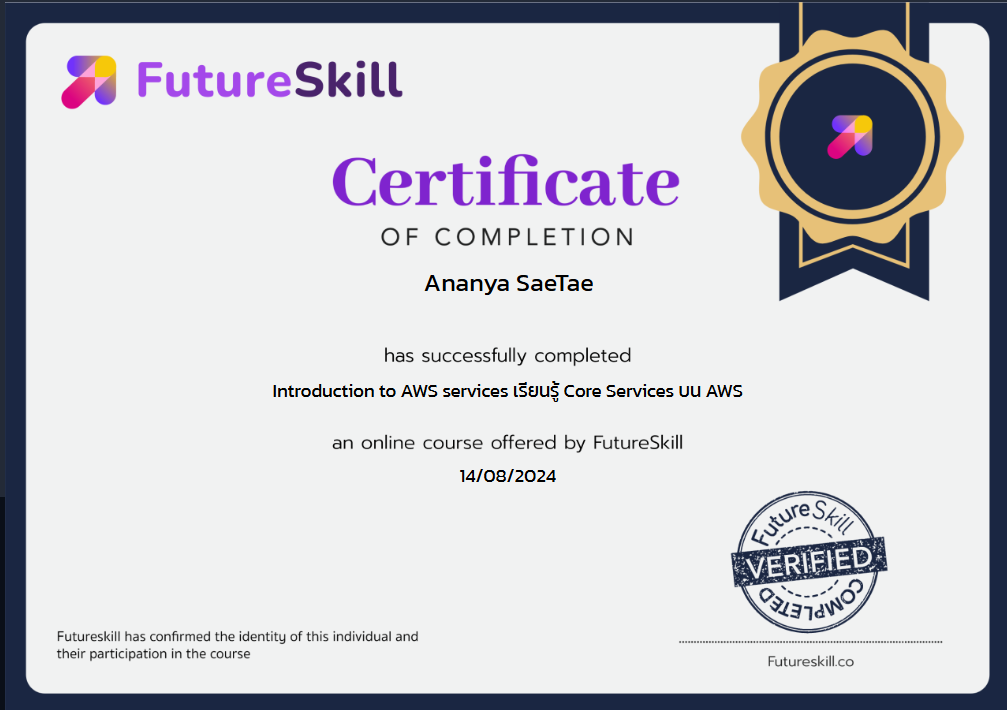 FutureSkill
Certificate
OF COMPLETION
Ananya SaeTae
has successfully completed
Introduction to AWS services เรียนรู้ Core Services บน AWS
an online course offered by FutureSkill
14/08/2024
FutureSkill
VERIFIED
COMPLETED
Futureskill has confirmed the identity of this individual and
their participation in the course
Futureskill.co